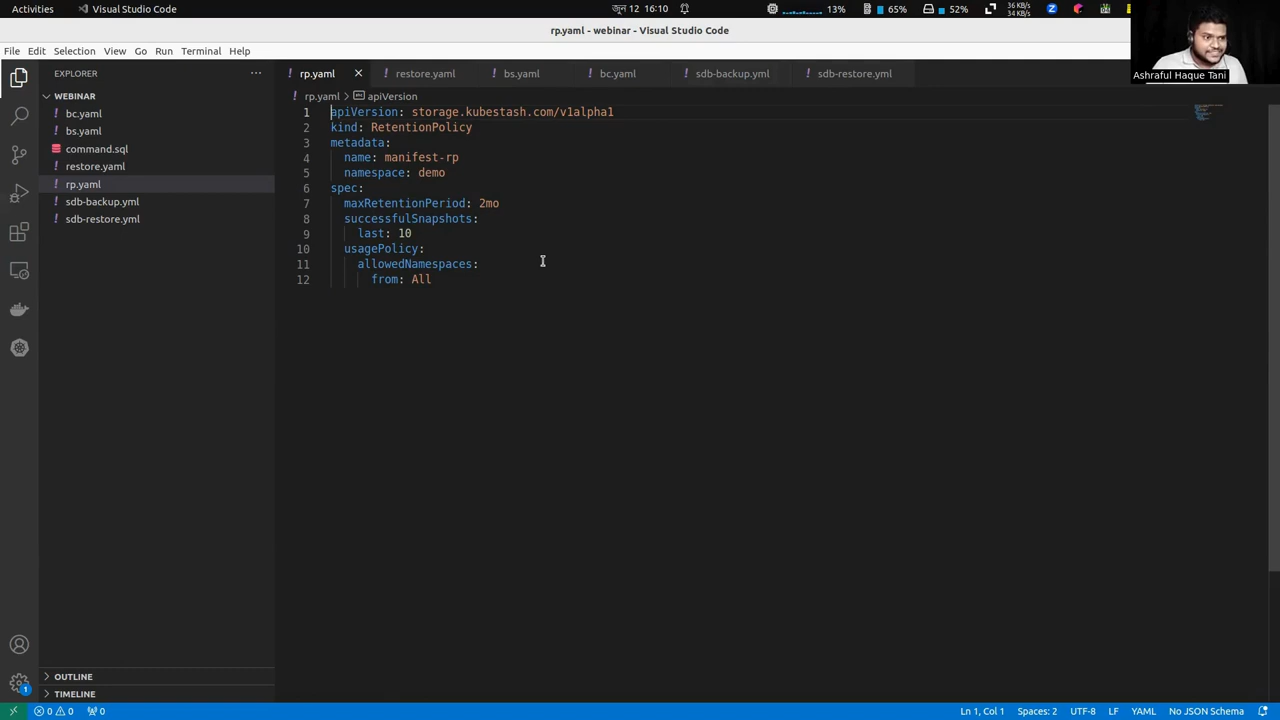 Activities
Visual Studio Code
जून 12 16:10
13%
65%
52%
36 KB/s
34 KB/s
rp.yaml - webinar - Visual Studio Code
File Edit Selection View Go Run Terminal Help
Ashraful Haque Tani
EXPLORER
rp.yaml
restore.yaml
bs.yaml
bc.yaml
sdb-backup.yml
sdb-restore.yml
WEBINAR
bc.yaml
bs.yaml
command.sql
restore.yaml
rp.yaml
sdb-backup.yml
sdb-restore.yml
rp.yaml > apiVersion
1 apiVersion: storage.kubestash.com/v1alpha1
2 kind: RetentionPolicy
3 metadata:
4 name: manifest-rp
5 namespace: demo
6 spec:
7 maxRetentionPeriod: 2mo
8 successfulSnapshots:
9 last: 10
10 usagePolicy:
11 allowedNamespaces:
12 from: All
OUTLINE
TIMELINE
1
0 0 0
Ln 1, Col 1 Spaces: 2 UTF-8 LF YAML No JSON Schema